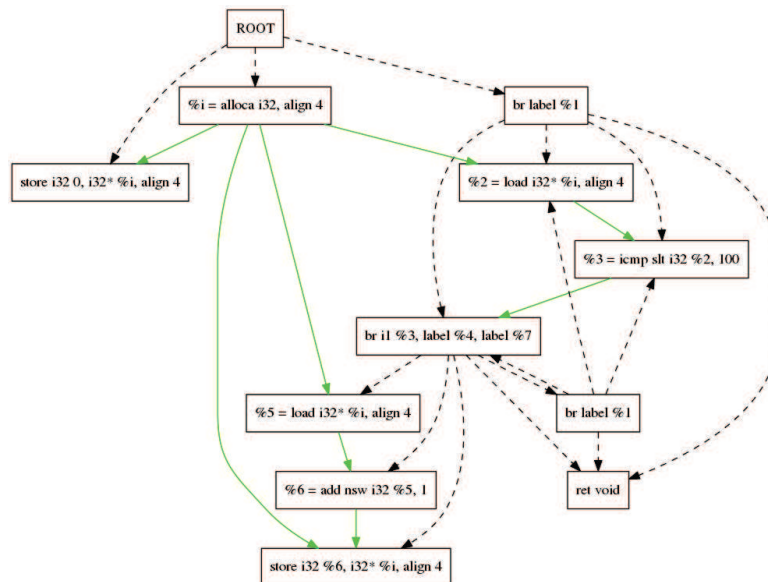 ROOT
%i = alloca i32, align 4
br label %1
store i32 0, i32* %i, align 4
%2 = load i32* %i, align 4
%3 = icmp slt i32 %2, 100
br i1 %3, label %4, label %7
%5 = load i32* %i, align 4
br label %1
%6 = add nsw i32 %5, 1
ret void
store i32 %6, i32* %i, align 4